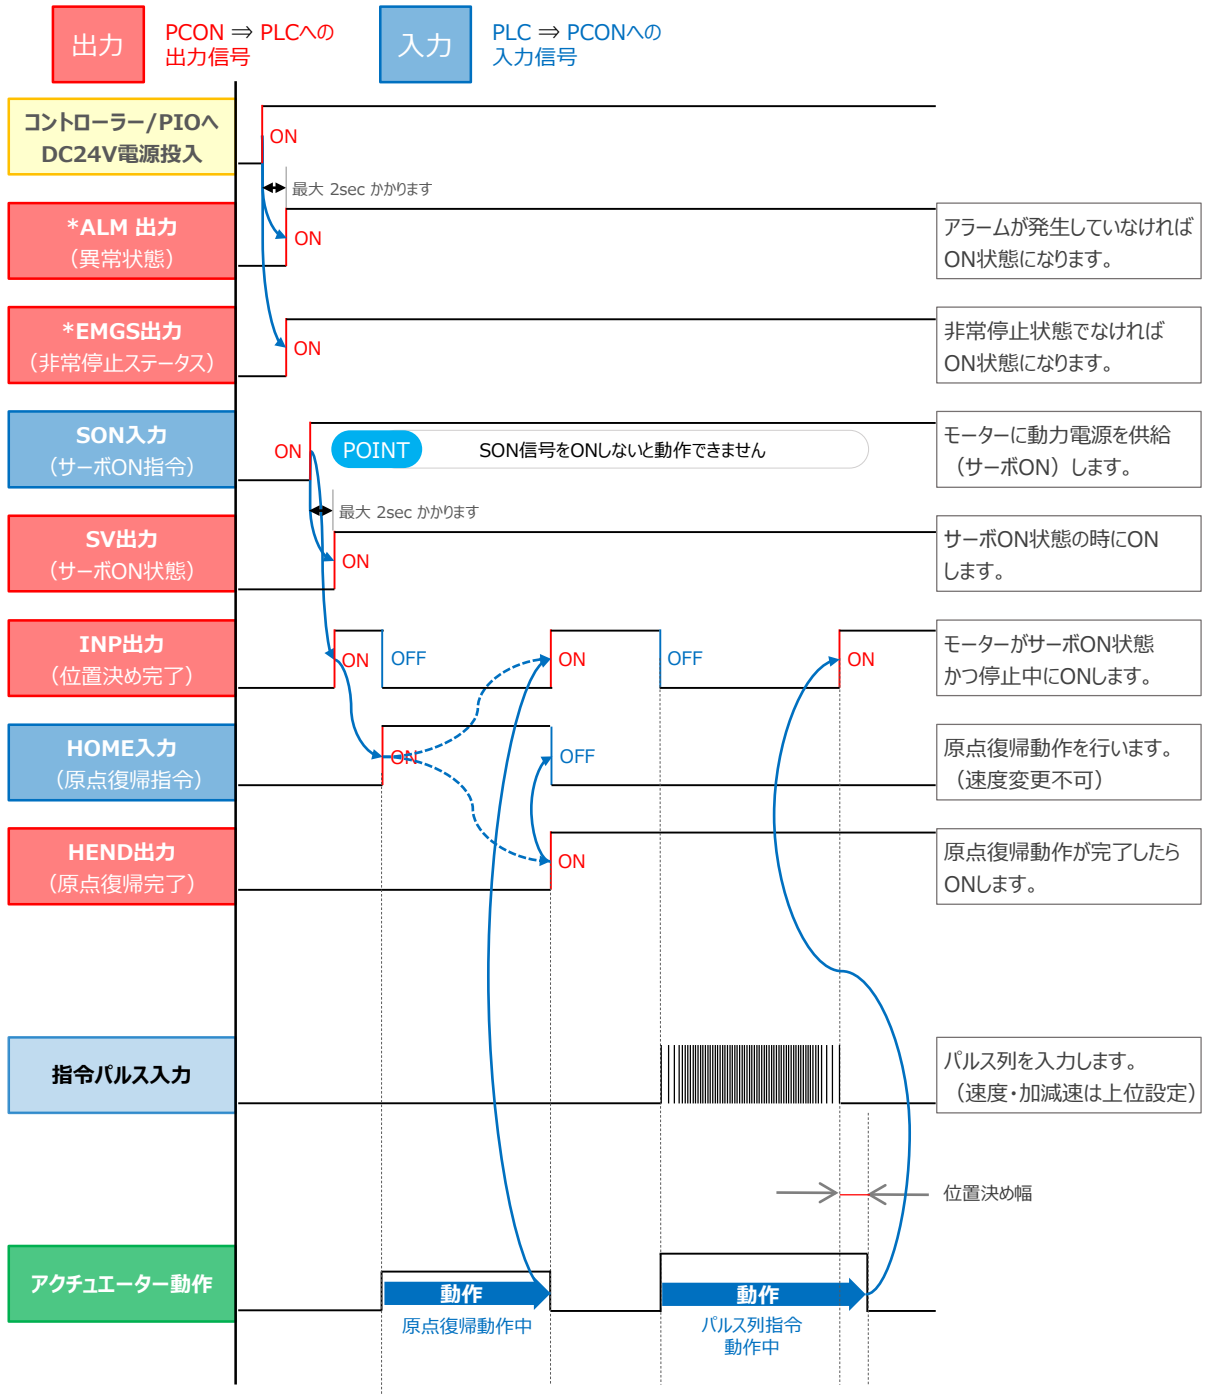 出力
PCON ⇒ PLCへの
出力信号
入力
PLC ⇒ PCONへの
入力信号
コントローラー/PIOへ
DC24V電源投入
ON
最大 2sec かかります
*ALM 出力
（異常状態）
ON
アラームが発生していなければ
ON状態になります。
*EMGS出力
（非常停止ステータス）
ON
非常停止状態でなければ
ON状態になります。
SON入力
（サーボON指令）
ON
POINT
SON信号をONしないと動作できません
モーターに動力電源を供給
（サーボON）します。
最大 2sec かかります
SV出力
（サーボON状態）
ON
サーボON状態の時にON
します。
INP出力
（位置決め完了）
ON
OFF
ON
OFF
ON
モーターがサーボON状態
かつ停止中にONします。
HOME入力
（原点復帰指令）
ON
OFF
原点復帰動作を行います。
（速度変更不可）
HEND出力
（原点復帰完了）
ON
原点復帰動作が完了したら
ONします。
指令パルス入力
パルス列を入力します。
（速度・加減速は上位設定）
位置決め幅
アクチュエーター動作
動作
原点復帰動作中
動作
パルス列指令
動作中